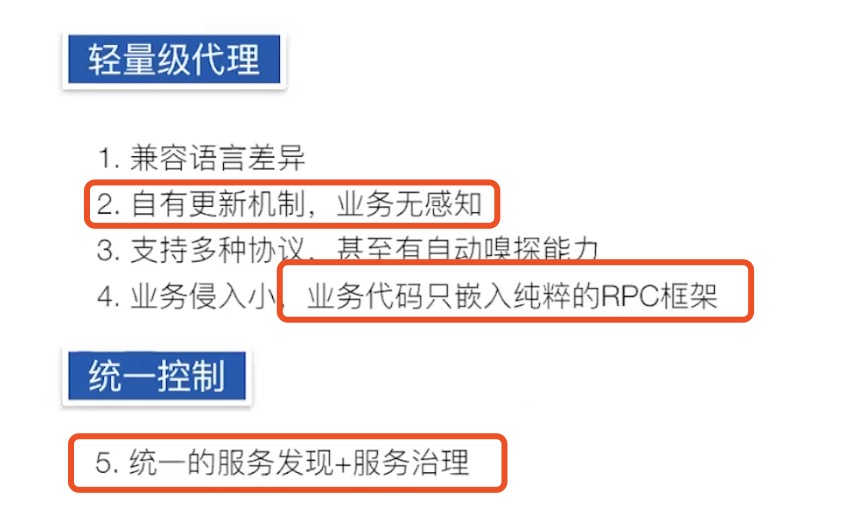 轻量级代理
1. 兼容语言差异
2. 自有更新机制，业务无感知
3. 支持多种协议，甚至有自动嗅探能力
4. 业务侵入小，业务代码只嵌入纯粹的RPC框架
统一控制
5. 统一的服务发现+服务治理